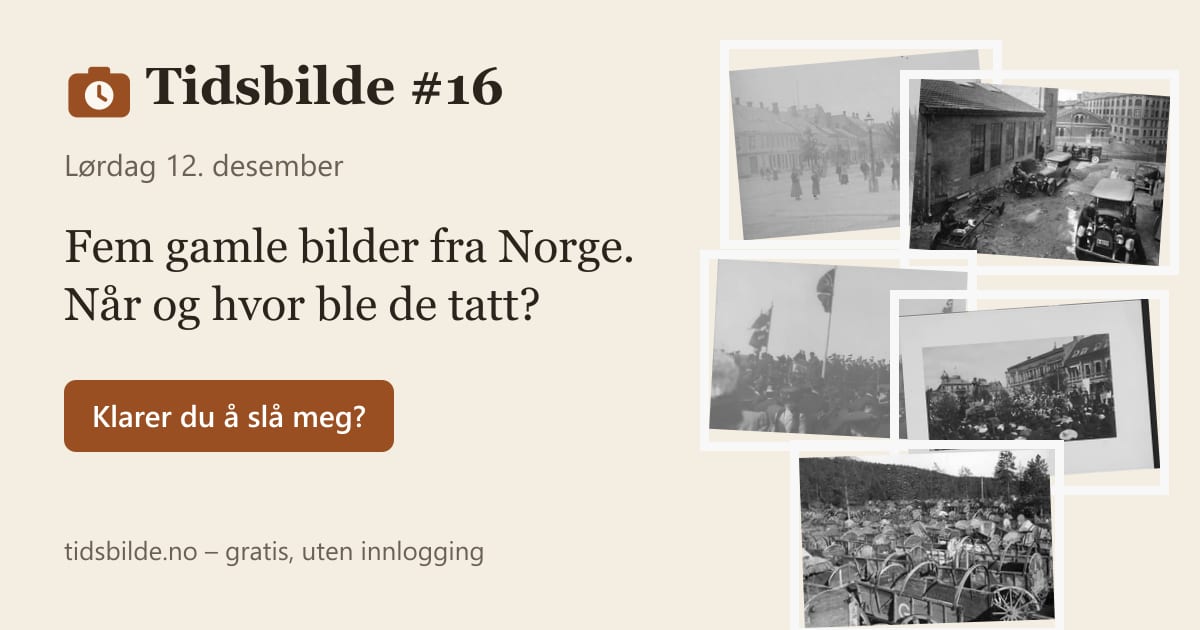 Tidsbilde #16
Lørdag 12. desember
Fem gamle bilder fra Norge.
Når og hvor ble de tatt?
Klarer du å slå meg?
tidsbilde.no – gratis, uten innlogging